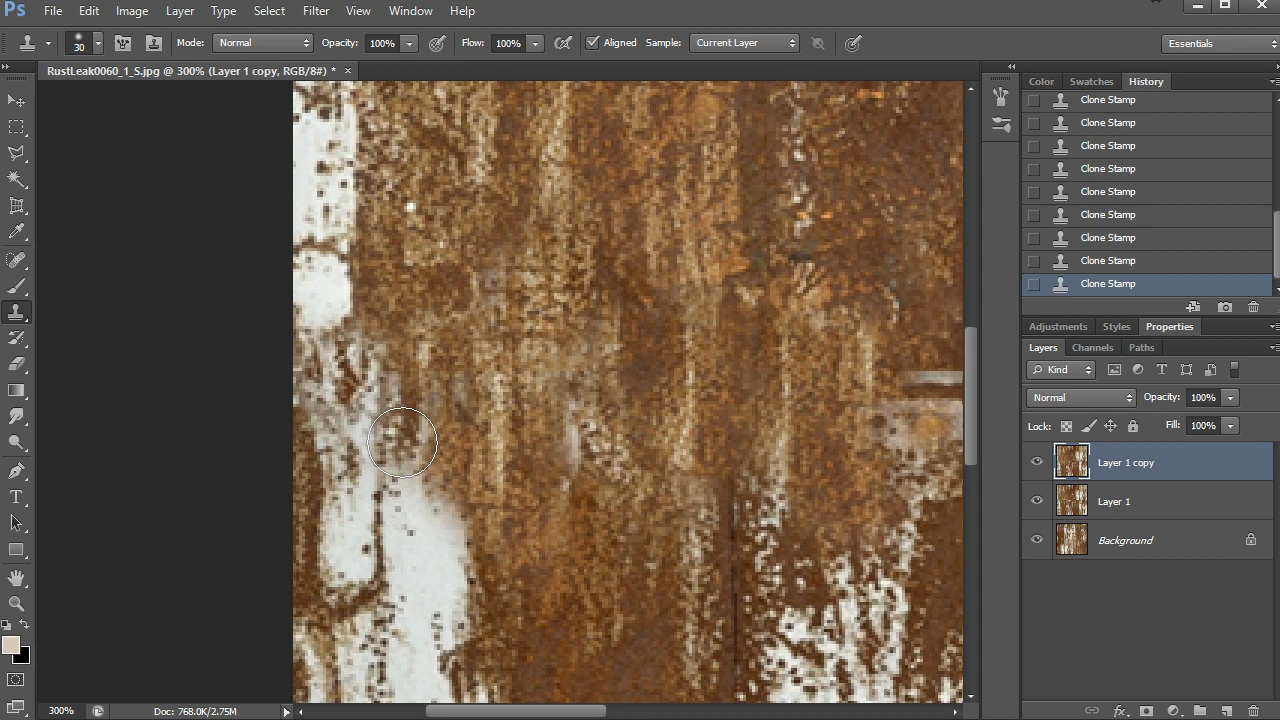 Ps File Edit Image Layer Type Select Filter View Window Help
30 Mode: Normal Opacity: 100% Flow: 100% Aligned Sample: Current Layer Essentials
RustLeak0060_1_S.jpg @ 300% (Layer 1 copy, RGB/8#) * ×
Color Swatches History
Clone Stamp
Clone Stamp
Clone Stamp
Clone Stamp
Clone Stamp
Clone Stamp
Clone Stamp
Clone Stamp
Clone Stamp
Adjustments Styles Properties
Layers Channels Paths
Kind
Normal Opacity: 100%
Lock: Fill: 100%
Layer 1 copy
Layer 1
Background
300% Doc: 768.0K/2.75M